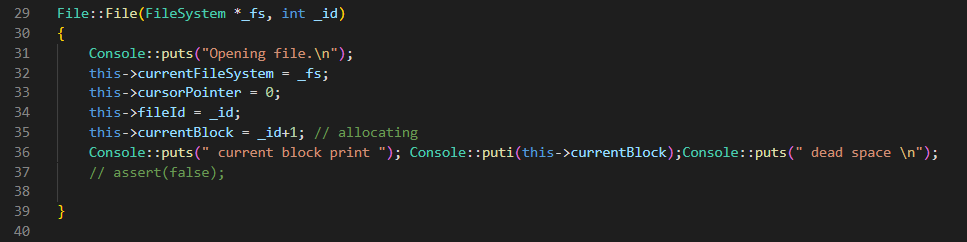 29 File::File(FileSystem *_fs, int _id)
30 {
31 Console::puts("Opening file.\n");
32 this->currentFileSystem = _fs;
33 this->cursorPointer = 0;
34 this->fileId = _id;
35 this->currentBlock = _id+1; // allocating
36 Console::puts(" current block print "); Console::puti(this->currentBlock);Console::puts(" dead space \n");
37 // assert(false);
38
39 }
40